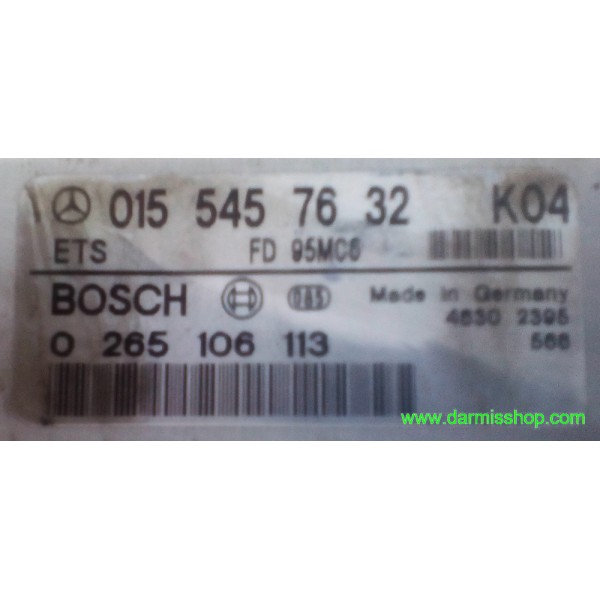 015 545 76 32 K04
ETS FD 95MC6
BOSCH Made in Germany
4630 2395
0 265 106 113 566
www.darmisshop.com